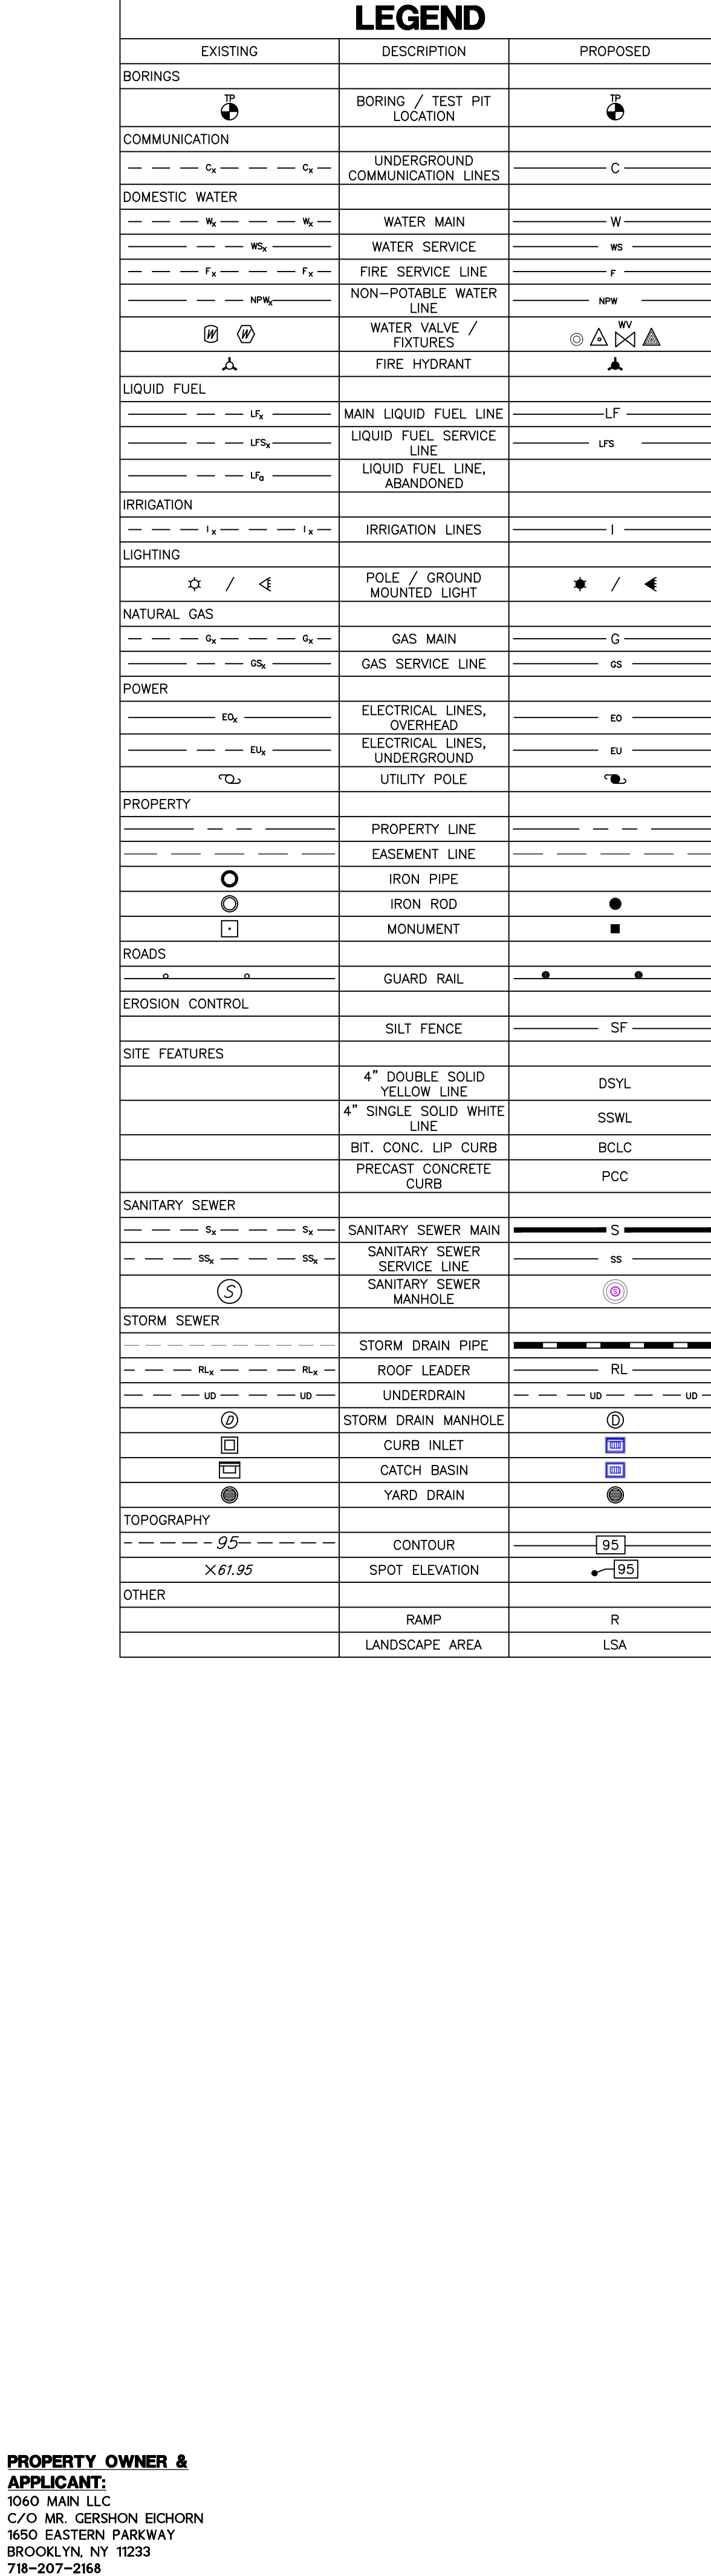 LEGEND
EXISTING DESCRIPTION PROPOSED
BORINGS
TP BORING / TEST PIT TP
LOCATION
COMMUNICATION
Cx Cx UNDERGROUND C
COMMUNICATION LINES
DOMESTIC WATER
Wx Wx WATER MAIN W
WSx WATER SERVICE WS
Fx Fx FIRE SERVICE LINE F
NPWx NON-POTABLE WATER NPW
LINE
W W WATER VALVE / WV
FIXTURES
FIRE HYDRANT
LIQUID FUEL
LFx MAIN LIQUID FUEL LINE LF
LFSx LIQUID FUEL SERVICE LFS
LINE
LFa LIQUID FUEL LINE,
ABANDONED
IRRIGATION
Ix Ix IRRIGATION LINES I
LIGHTING
/ POLE / GROUND /
MOUNTED LIGHT
NATURAL GAS
Gx Gx GAS MAIN G
GSx GAS SERVICE LINE GS
POWER
EOx ELECTRICAL LINES, EO
OVERHEAD
EUx ELECTRICAL LINES, EU
UNDERGROUND
UTILITY POLE
PROPERTY
PROPERTY LINE
EASEMENT LINE
IRON PIPE
IRON ROD
MONUMENT
ROADS
GUARD RAIL
EROSION CONTROL
SILT FENCE SF
SITE FEATURES
4" DOUBLE SOLID DSYL
YELLOW LINE
4" SINGLE SOLID WHITE SSWL
LINE
BIT. CONC. LIP CURB BCLC
PRECAST CONCRETE PCC
CURB
SANITARY SEWER
Sx Sx SANITARY SEWER MAIN S
SSx SSx SANITARY SEWER SS
SERVICE LINE
S SANITARY SEWER S
MANHOLE
STORM SEWER
STORM DRAIN PIPE
RLx RLx ROOF LEADER RL
UD UD UNDERDRAIN UD UD
D STORM DRAIN MANHOLE D
CURB INLET
CATCH BASIN
YARD DRAIN
TOPOGRAPHY
95 CONTOUR 95
×61.95 SPOT ELEVATION 95
OTHER
RAMP R
LANDSCAPE AREA LSA
PROPERTY OWNER &
APPLICANT:
1060 MAIN LLC
C/O MR. GERSHON EICHORN
1650 EASTERN PARKWAY
BROOKLYN, NY 11233
718-207-2168